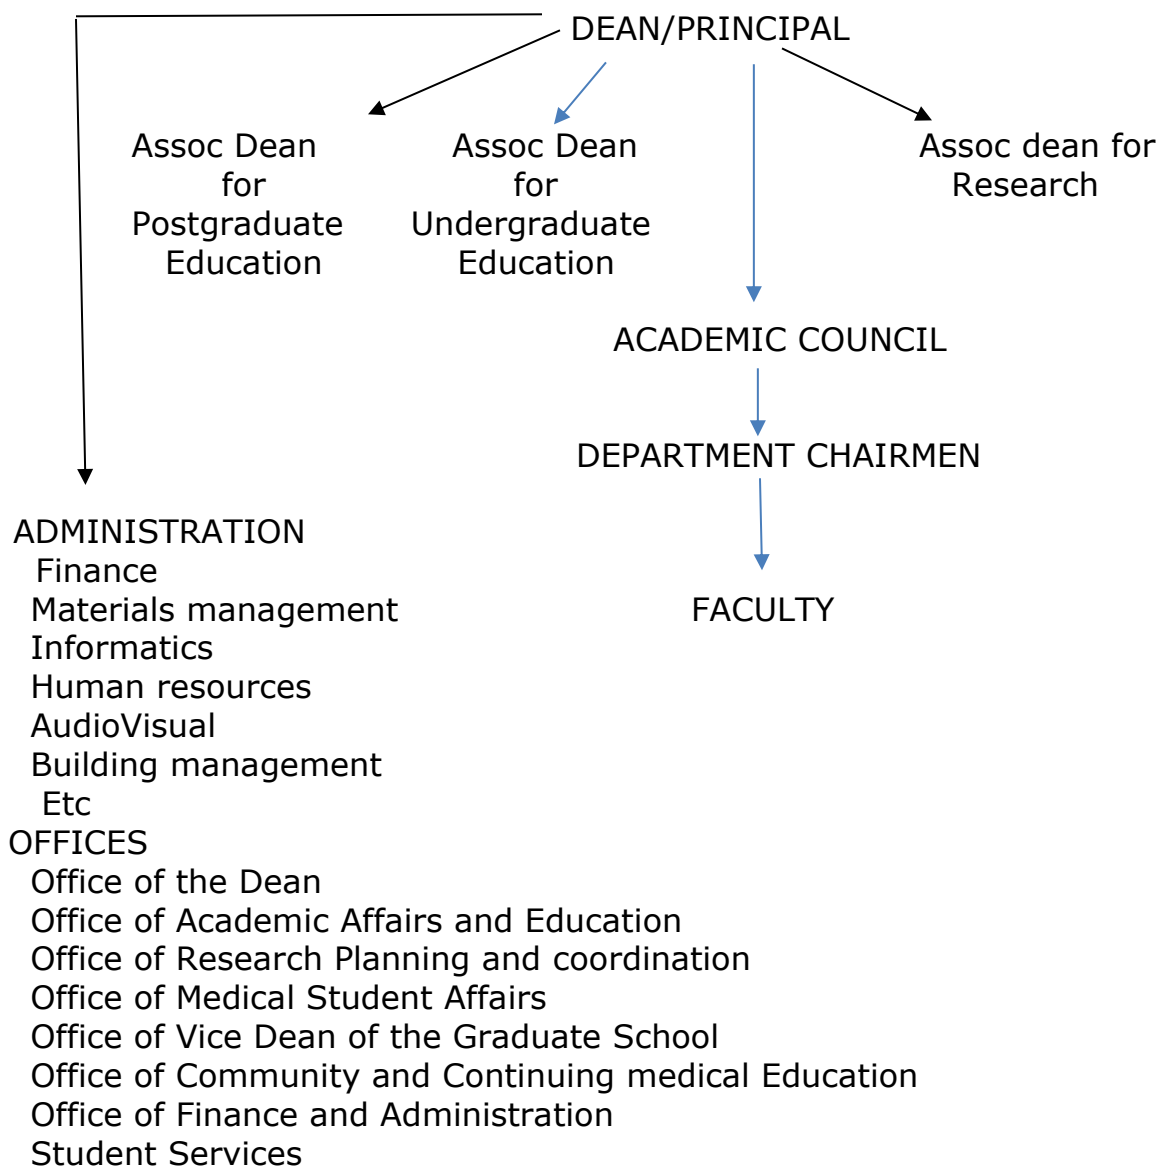 DEAN/PRINCIPAL
Assoc Dean
for
Postgraduate
Education
Assoc Dean
for
Undergraduate
Education
Assoc dean for
Research
ACADEMIC COUNCIL
DEPARTMENT CHAIRMEN
FACULTY
ADMINISTRATION
Finance
Materials management
Informatics
Human resources
AudioVisual
Building management
Etc
OFFICES
Office of the Dean
Office of Academic Affairs and Education
Office of Research Planning and coordination
Office of Medical Student Affairs
Office of Vice Dean of the Graduate School
Office of Community and Continuing medical Education
Office of Finance and Administration
Student Services